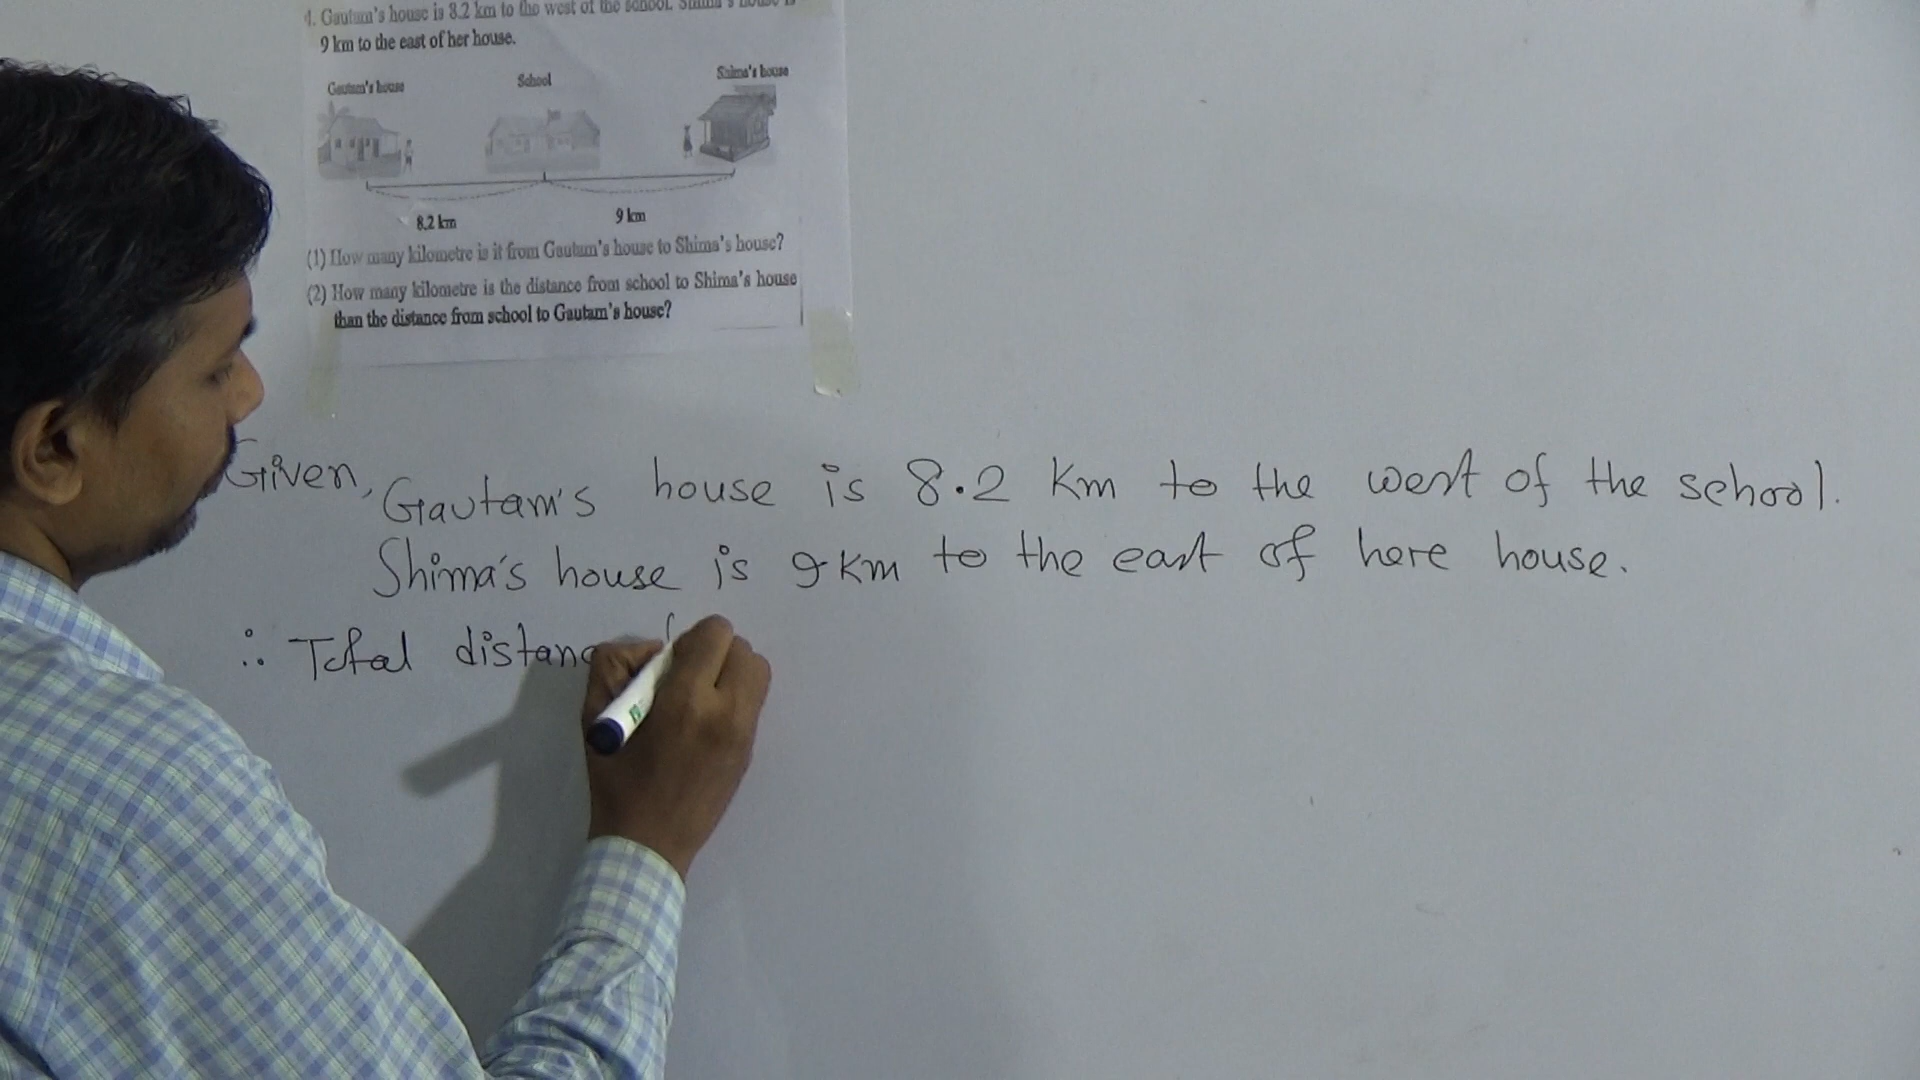 4. Gautam's house is 8.2 km to the west of the school. Shima's house is
9 km to the east of her house.
Gautam's house
School
Shima's house
8.2 km
9 km
(1) How many kilometre is it from Gautam's house to Shima's house?
(2) How many kilometre is the distance from school to Shima's house
than the distance from school to Gautam's house?
Given, Gautam's house is 8.2 Km to the west of the school.
Shima's house is 9 Km to the east of here house.
∴ Total distanc